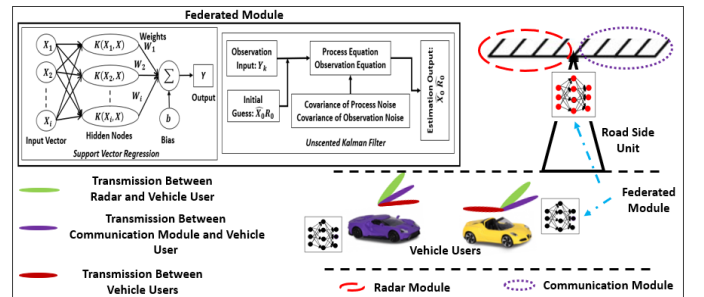 Federated Module
Weights
X1
K(X1, X)
W1
X2
K(X2, X)
W2
Σ
Y
Output
Wi
Xi
K(Xi, X)
b
Input Vector
Hidden Nodes
Bias
Support Vector Regression
Observation
Input: Yk
Process Equation
Observation Equation
Initial
Guess: X̂0R0
Covariance of Process Noise
Covariance of Observation Noise
Estimation Output:
X̂0 R̂0
Unscented Kalman Filter
Road Side
Unit
Transmission Between
Radar and Vehicle User
Transmission Between
Communication Module and Vehicle
User
Transmission Between
Vehicle Users
Vehicle Users
Federated
Module
Radar Module
Communication Module